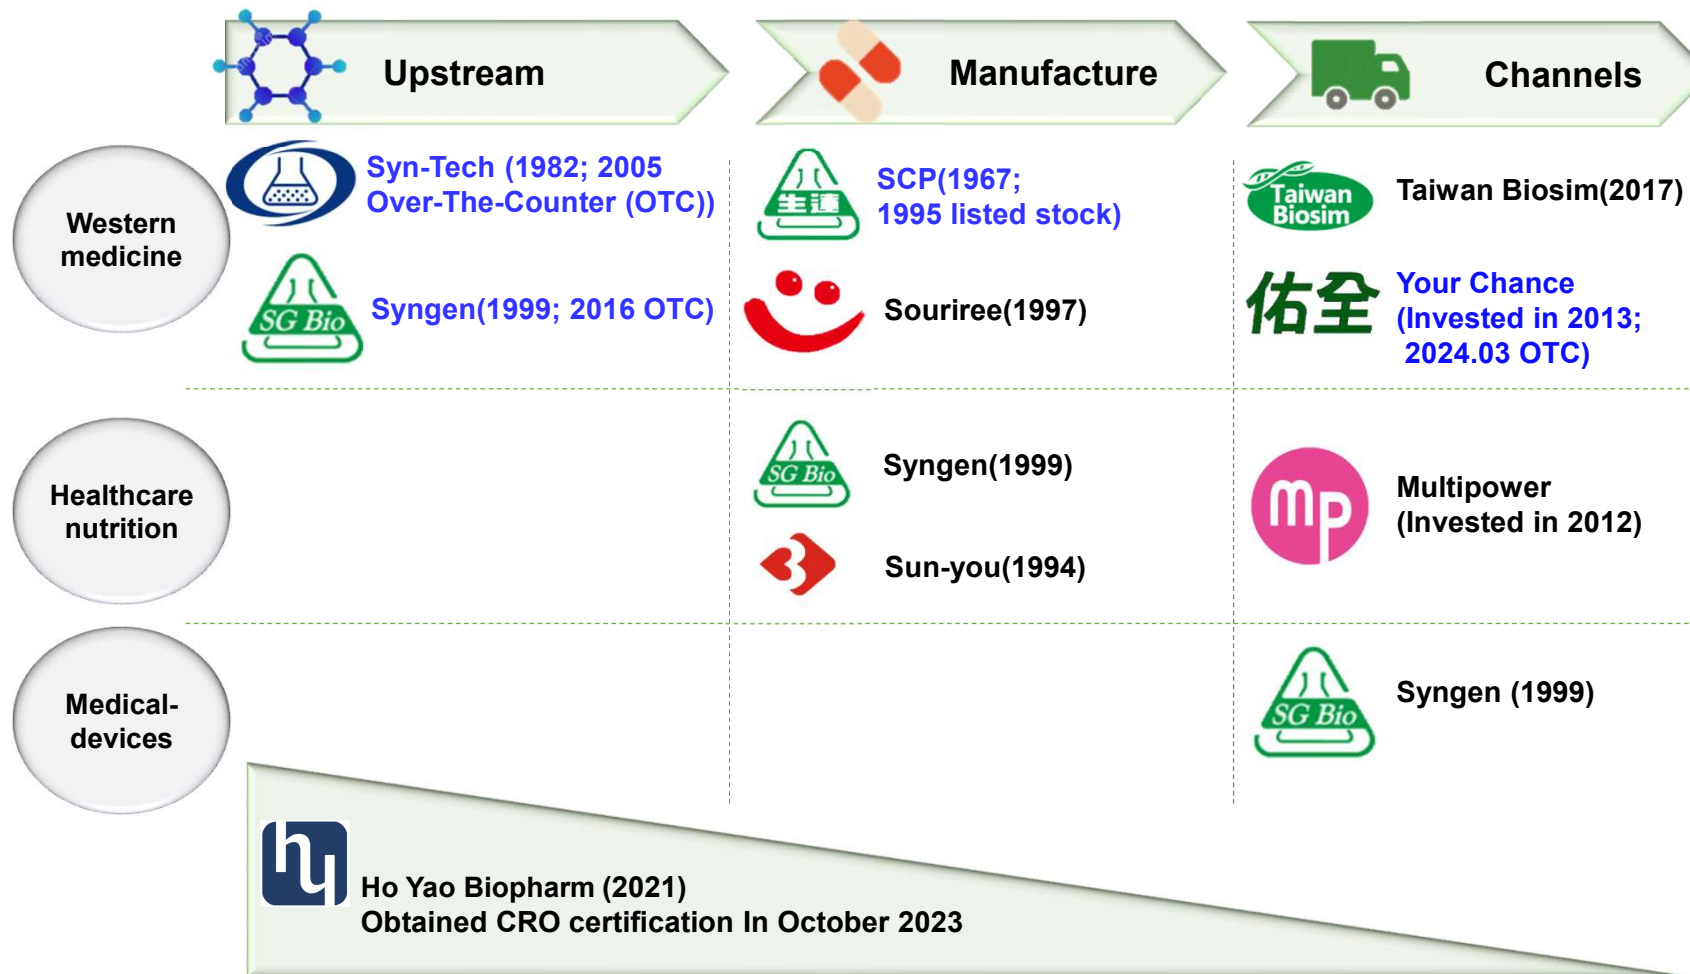 Upstream
Manufacture
Channels
Western
medicine
Syn-Tech (1982; 2005
Over-The-Counter (OTC))
SG Bio
Syngen(1999; 2016 OTC)
生達
SCP(1967;
1995 listed stock)
Souriree(1997)
Taiwan
Biosim
Taiwan Biosim(2017)
佑全
Your Chance
(Invested in 2013;
2024.03 OTC)
Healthcare
nutrition
SG Bio
Syngen(1999)
Sun-you(1994)
mp
Multipower
(Invested in 2012)
Medical-
devices
SG Bio
Syngen (1999)
hy
Ho Yao Biopharm (2021)
Obtained CRO certification In October 2023